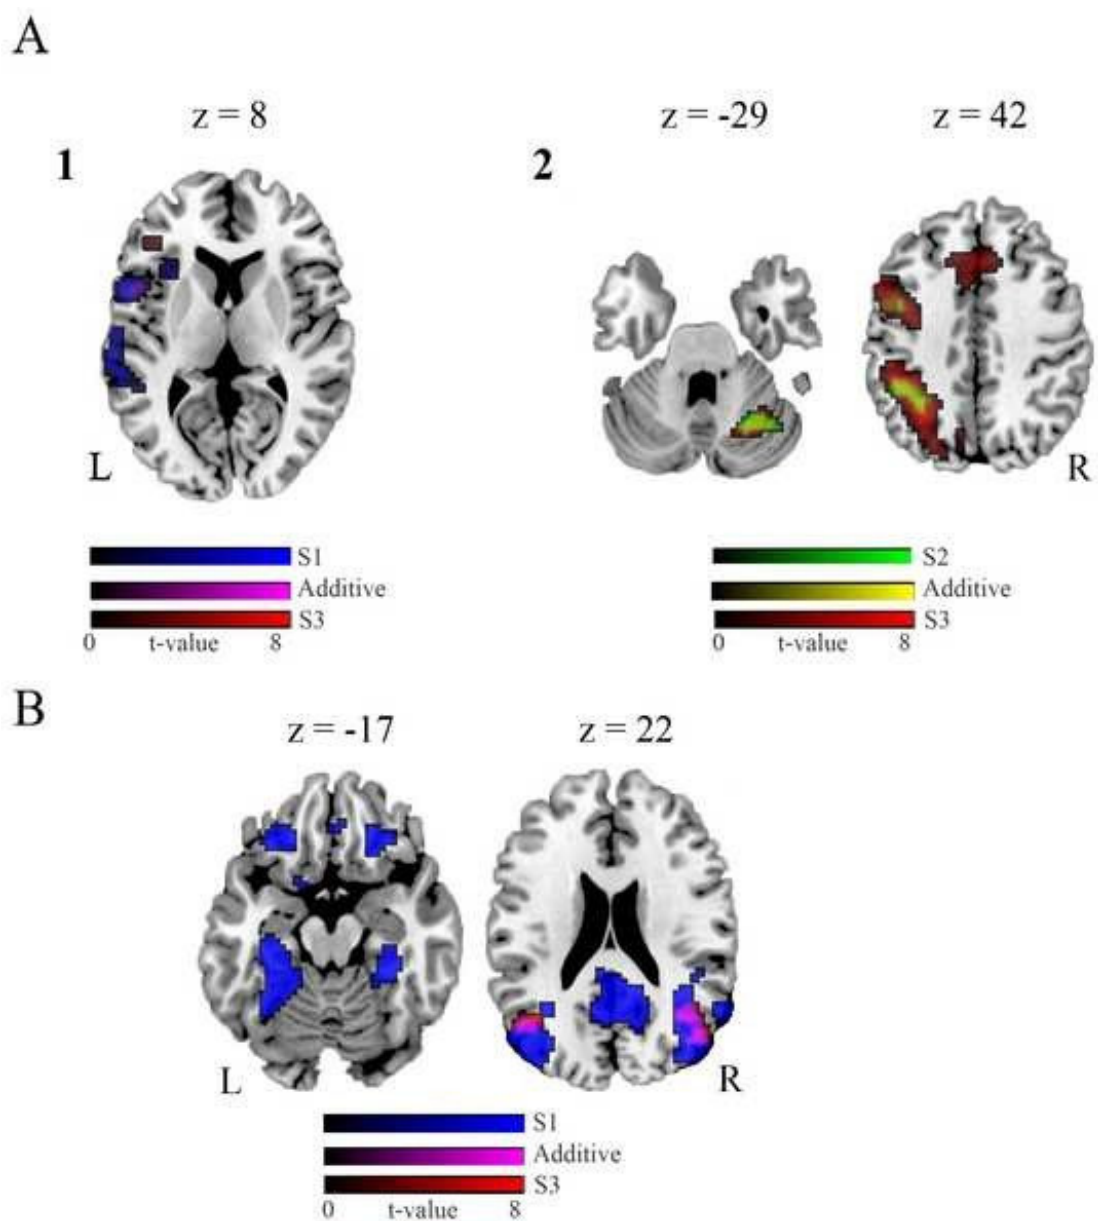 A
z = 8
z = -29
z = 42
1
2
L
R
S1
Additive
S3
0
t-value
8
S2
Additive
S3
0
t-value
8
B
z = -17
z = 22
L
R
S1
Additive
S3
0
t-value
8